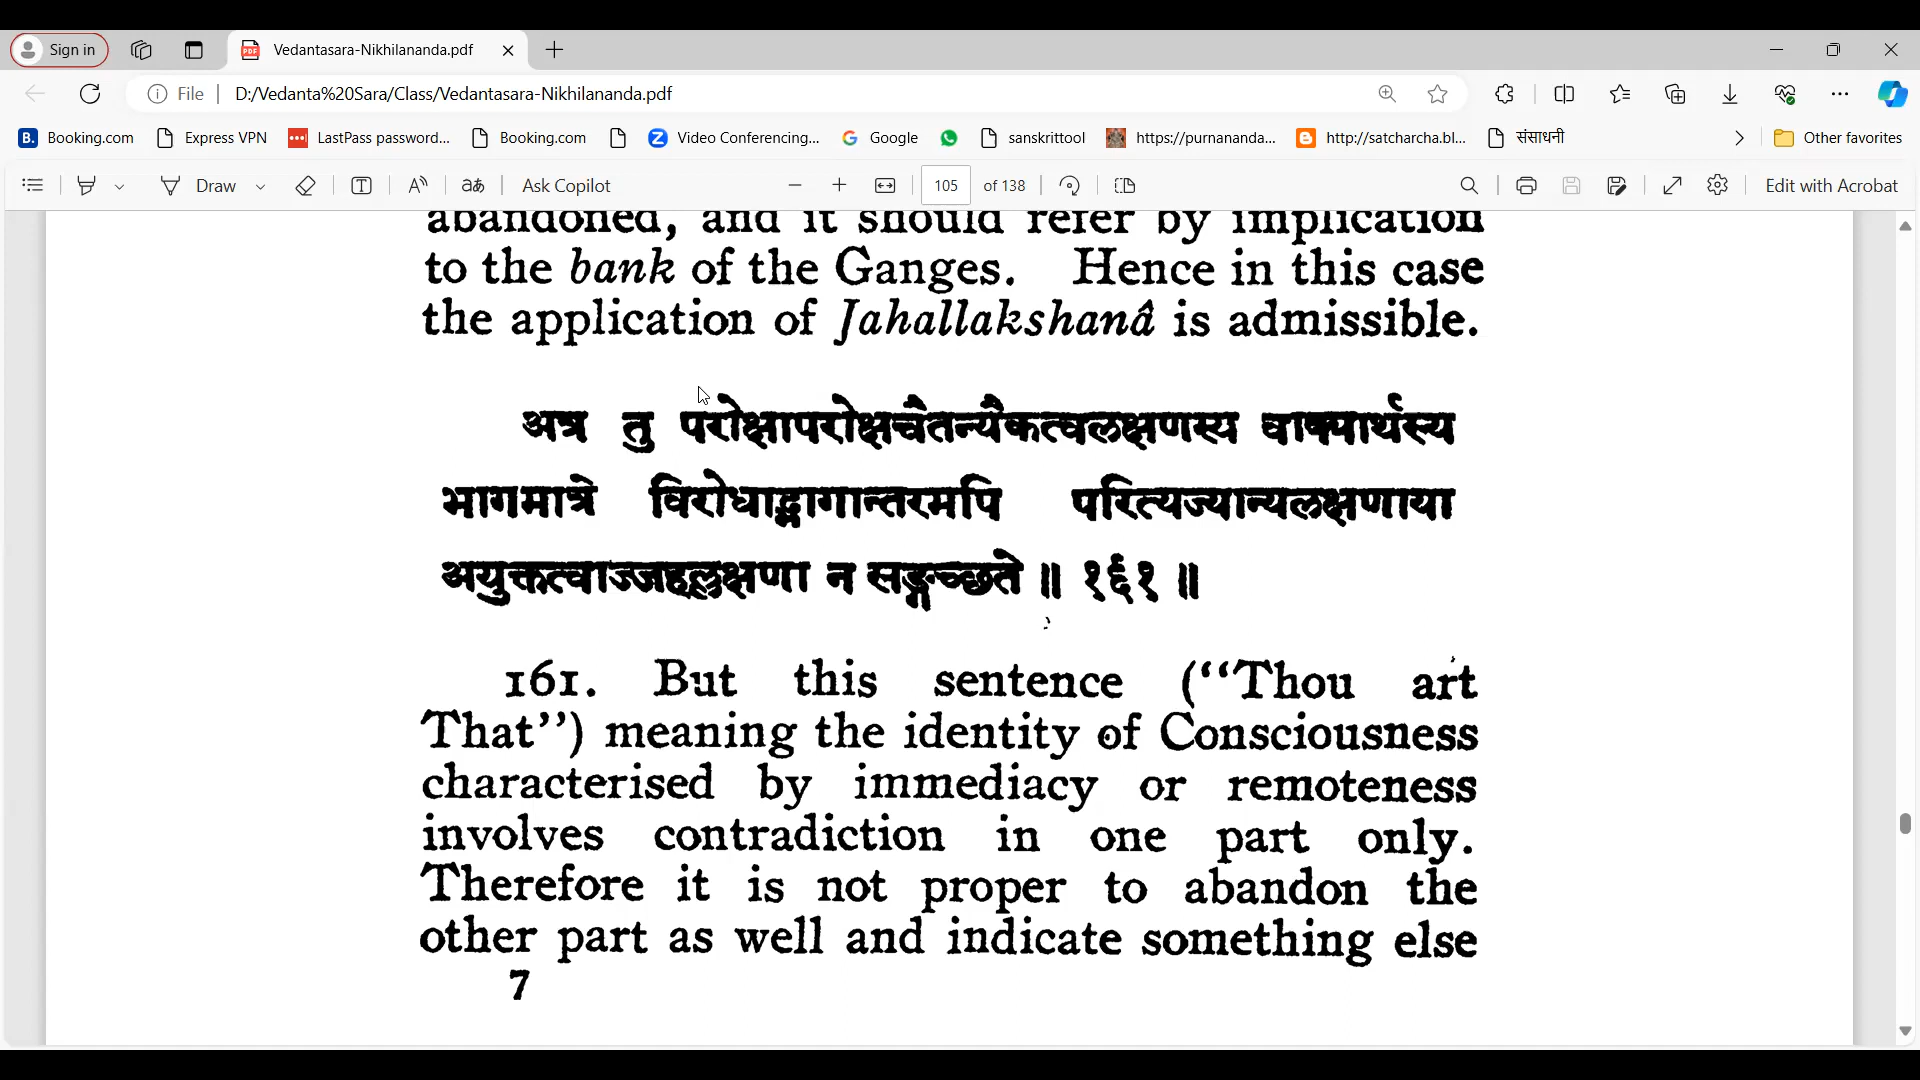 Sign in
Vedantasara-Nikhilananda.pdf
File
D:/Vedanta%20Sara/Class/Vedantasara-Nikhilananda.pdf
B. Booking.com
Express VPN
LastPass password...
Booking.com
Video Conferencing...
Google
sanskrittool
https://purnananda...
http://satcharcha.bl...
संसाधनी
Other favorites
Draw
Ask Copilot
105 of 138
Edit with Acrobat
abandoned, and it should refer by implication
to the bank of the Ganges. Hence in this case
the application of Jahallakshanâ is admissible.
अत्र तु परोक्षापरोक्षचैतन्यैकत्वलक्षणस्य वाक्यार्थस्य
भागमात्रे विरोधाद्भागान्तरमपि परित्यज्यान्यलक्षणाया
अयुक्तत्वाज्जहल्लक्षणा न सङ्गच्छते ॥ १६१ ॥
161. But this sentence (“Thou art
That”) meaning the identity of Consciousness
characterised by immediacy or remoteness
involves contradiction in one part only.
Therefore it is not proper to abandon the
other part as well and indicate something else
7